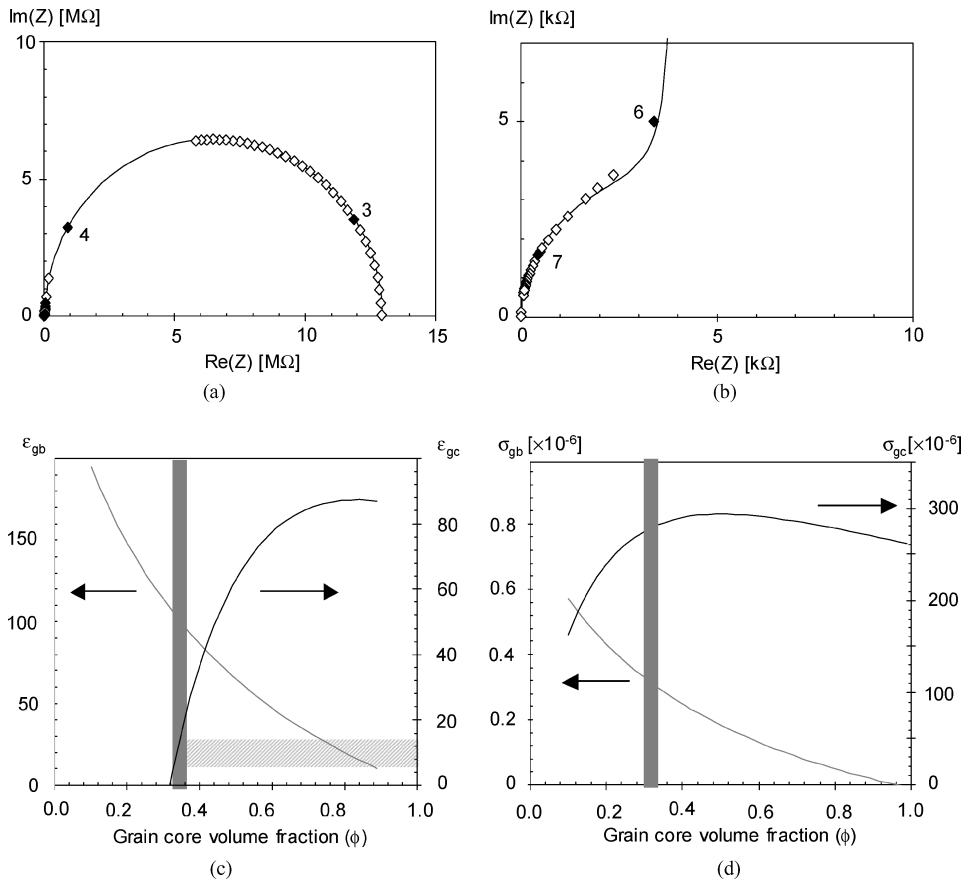 Im(Z) [MΩ]
10
5
0
4
3
0
5
10
15
Re(Z) [MΩ]
(a)
Im(Z) [kΩ]
5
0
6
7
0
5
10
Re(Z) [kΩ]
(b)
εgb
150
100
50
0
εgc
80
60
40
20
0
0.0 0.2 0.4 0.6 0.8 1.0
Grain core volume fraction (ϕ)
(c)
σgb [×10-6]
0.8
0.6
0.4
0.2
0
σgc [×10-6]
300
200
100
0
0.0 0.2 0.4 0.6 0.8 1.0
Grain core volume fraction (ϕ)
(d)